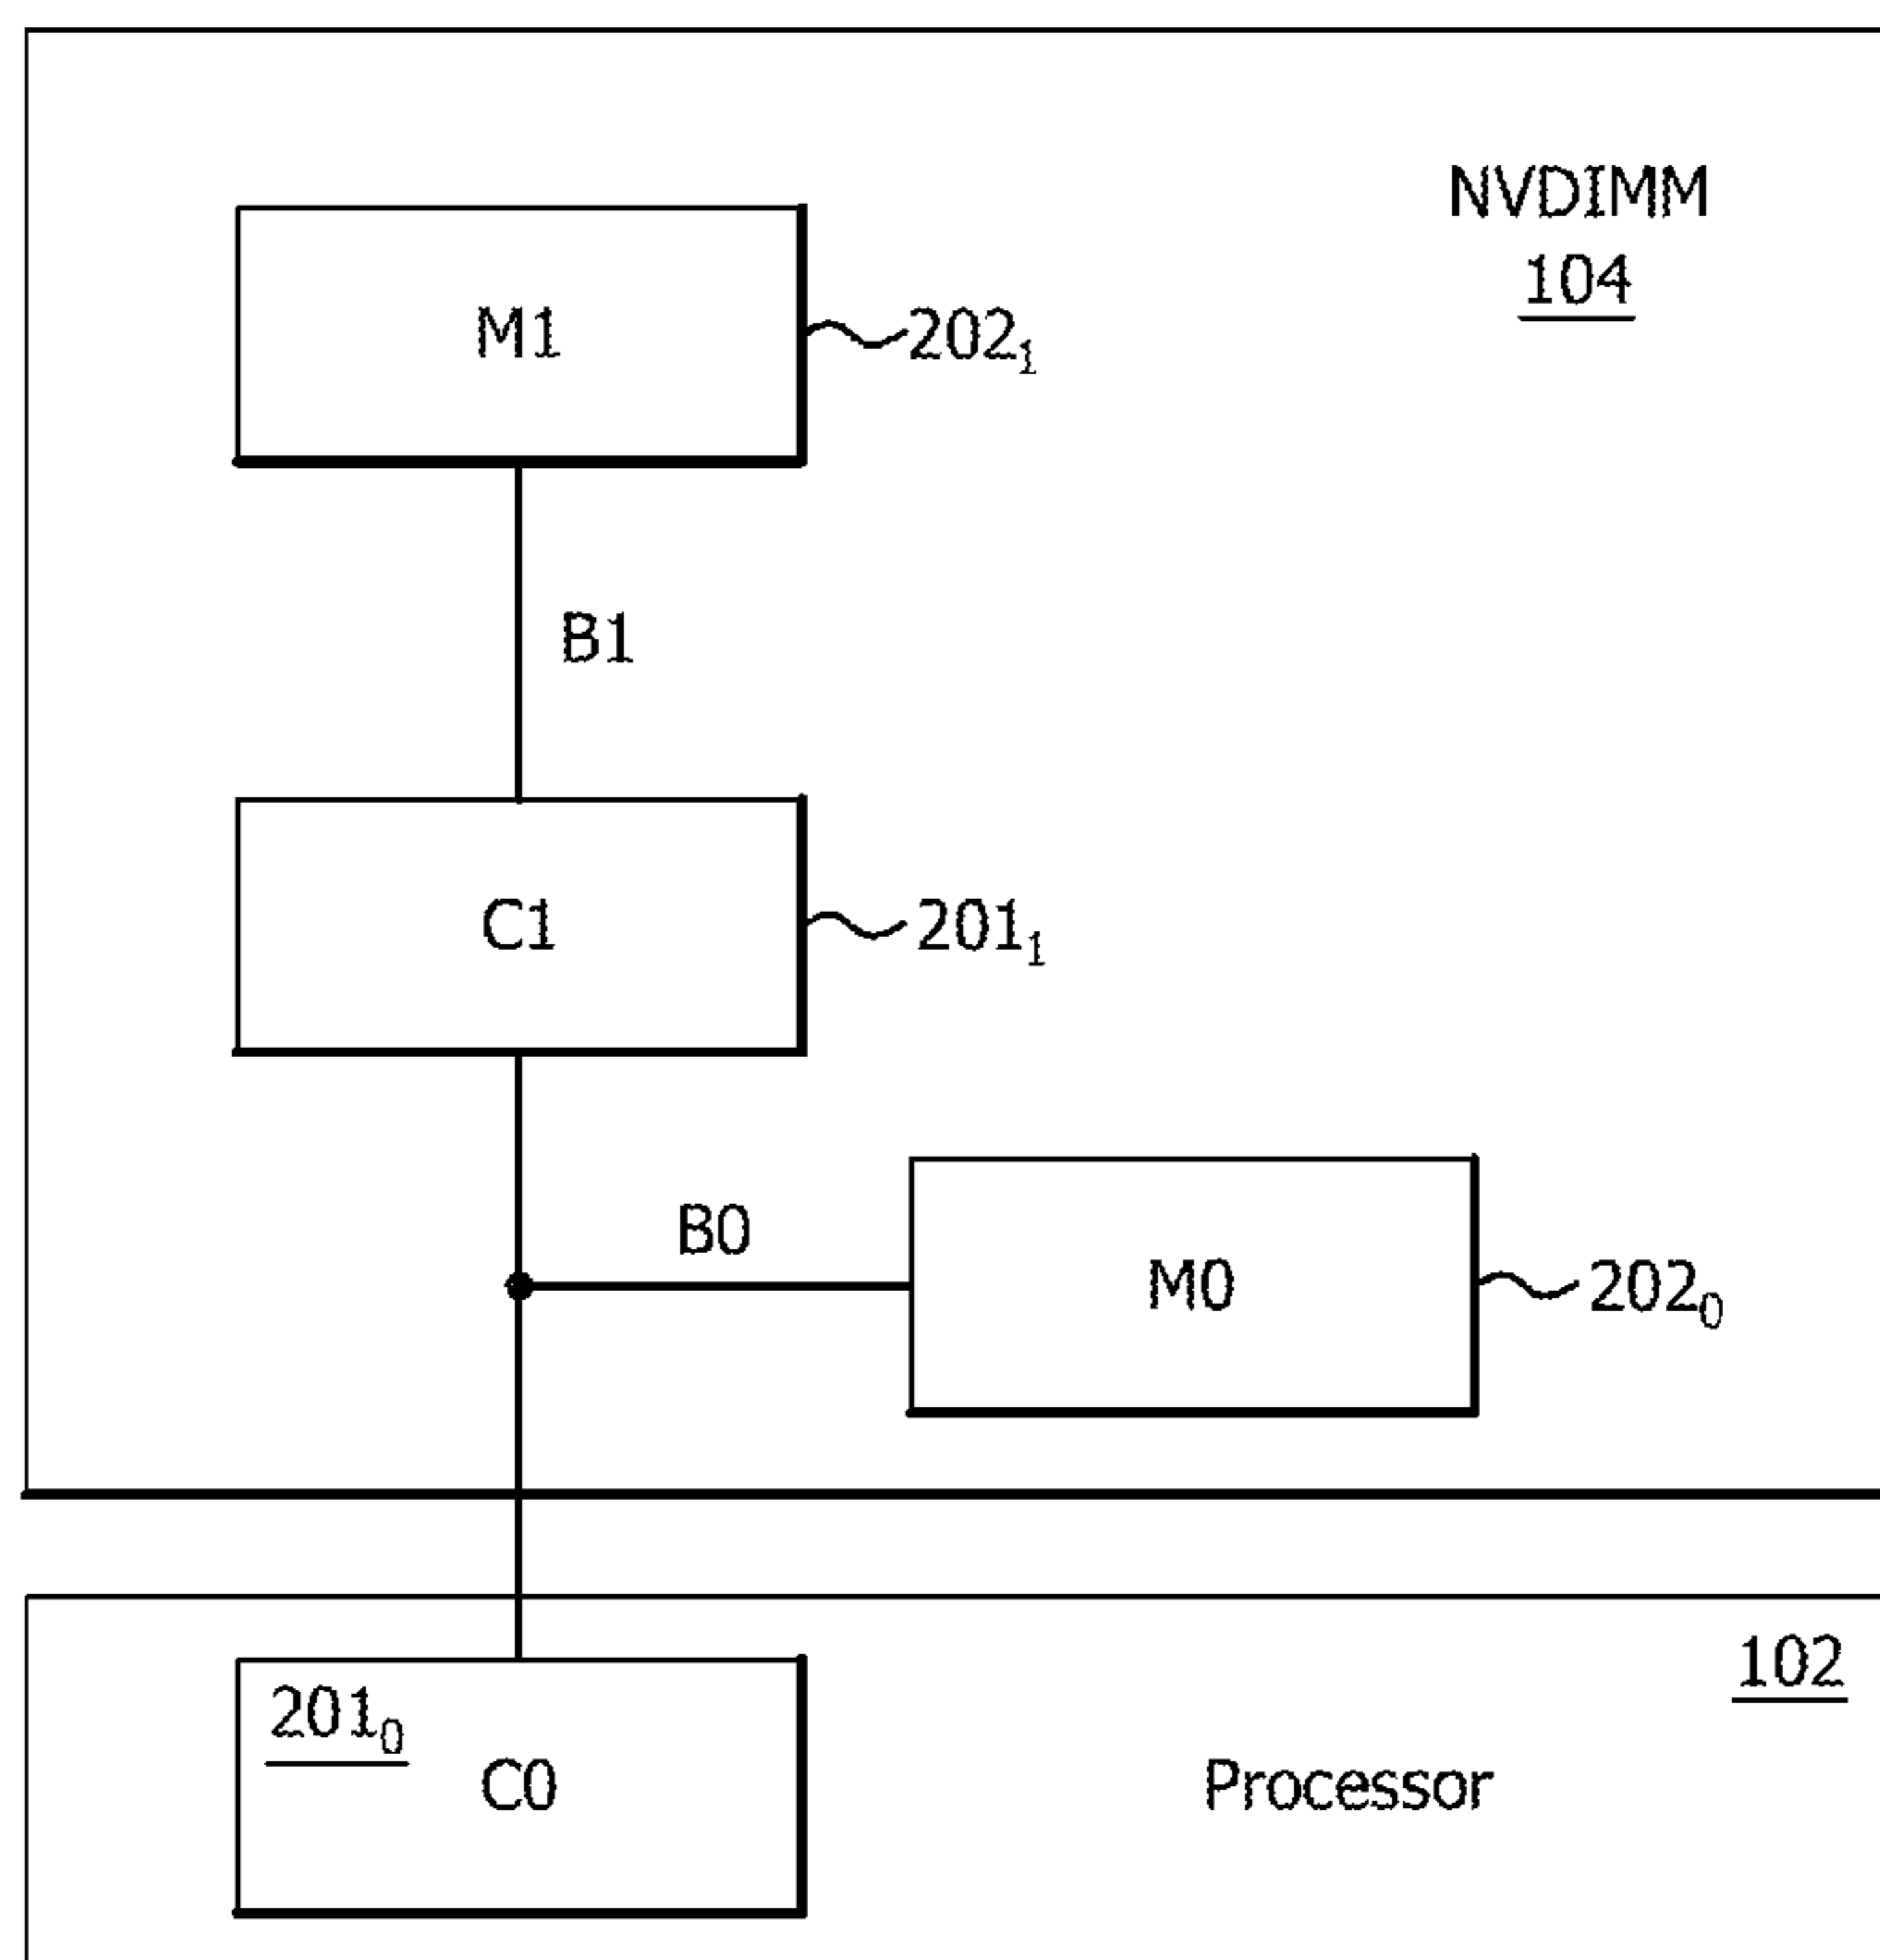 NVDIMM
104
M1
202₁
B1
C1
201₁
B0
M0
202₀
102
201₀
C0
Processor